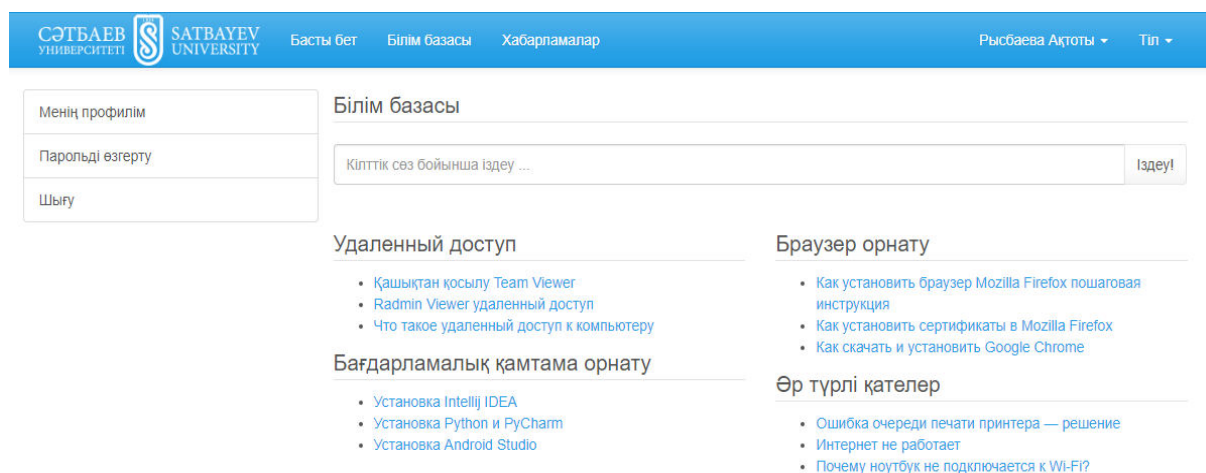 СӘТБАЕВ УНИВЕРСИТЕТІ SATBAYEV UNIVERSITY
Басты бет Білім базасы Хабарламалар Рысбаева Ақтоты Тіл
Менің профилім
Парольді өзгерту
Шығу
Білім базасы
Кілттік сөз бойынша іздеу ... Іздеу!
Удаленный доступ
Қашықтан қосылу Team Viewer
Radmin Viewer удаленный доступ
Что такое удаленный доступ к компьютеру
Бағдарламалық қамтама орнату
Установка Intellij IDEA
Установка Python и PyCharm
Установка Android Studio
Браузер орнату
Как установить браузер Mozilla Firefox пошаговая
инструкция
Как установить сертификаты в Mozilla Firefox
Как скачать и установить Google Chrome
Әр түрлі қателер
Ошибка очереди печати принтера — решение
Интернет не работает
Почему ноутбук не подключается к Wi-Fi?